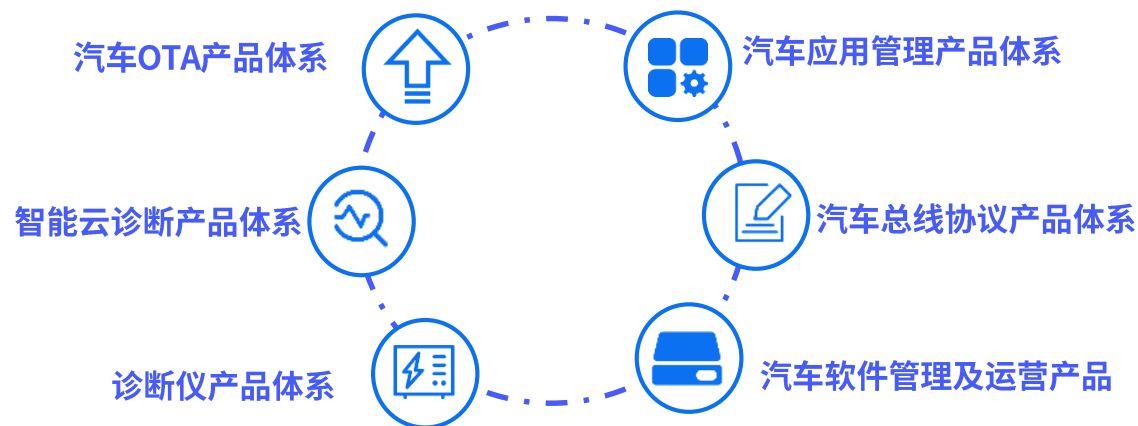 汽车OTA产品体系
汽车应用管理产品体系
智能云诊断产品体系
汽车总线协议产品体系
诊断仪产品体系
汽车软件管理及运营产品